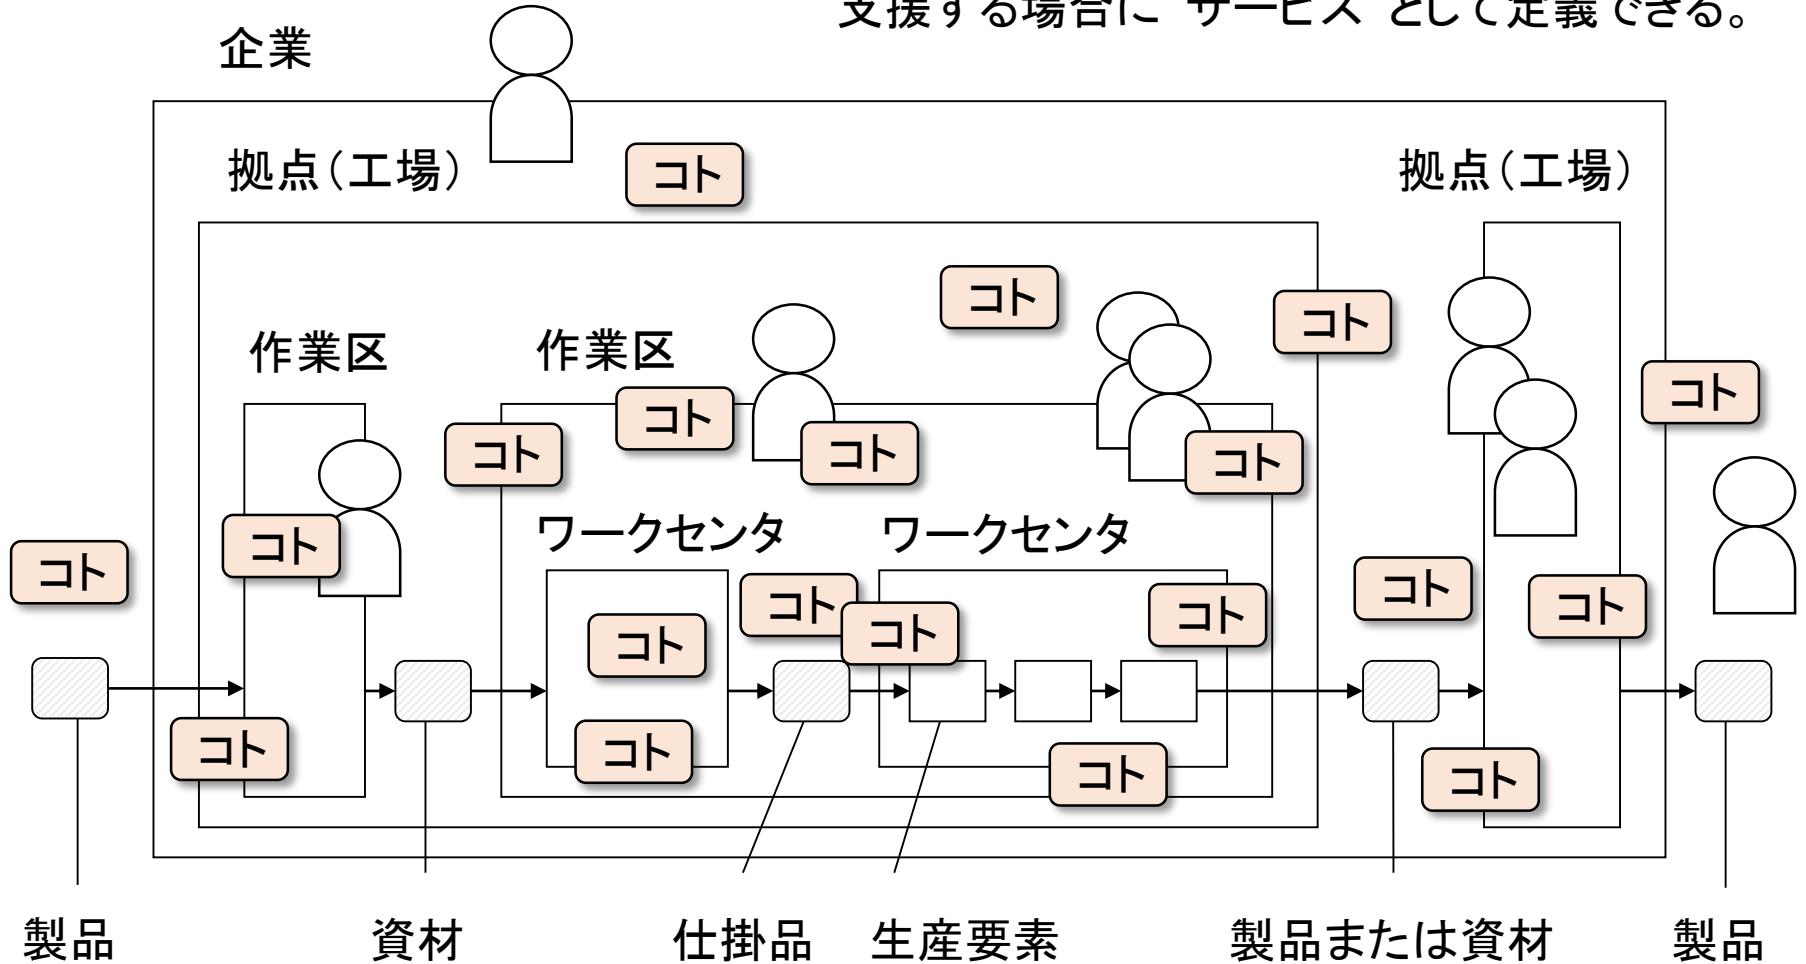 支援する場合に サービス として定義できる。
企業
拠点（工場）
コト
拠点（工場）
コト
コト
作業区
作業区
コト
コト
コト
コト
コト
ワークセンタ
ワークセンタ
コト
コト
コト
コト
コト
コト
コト
コト
コト
コト
コト
コト
製品
資材
仕掛品
生産要素
製品または資材
製品